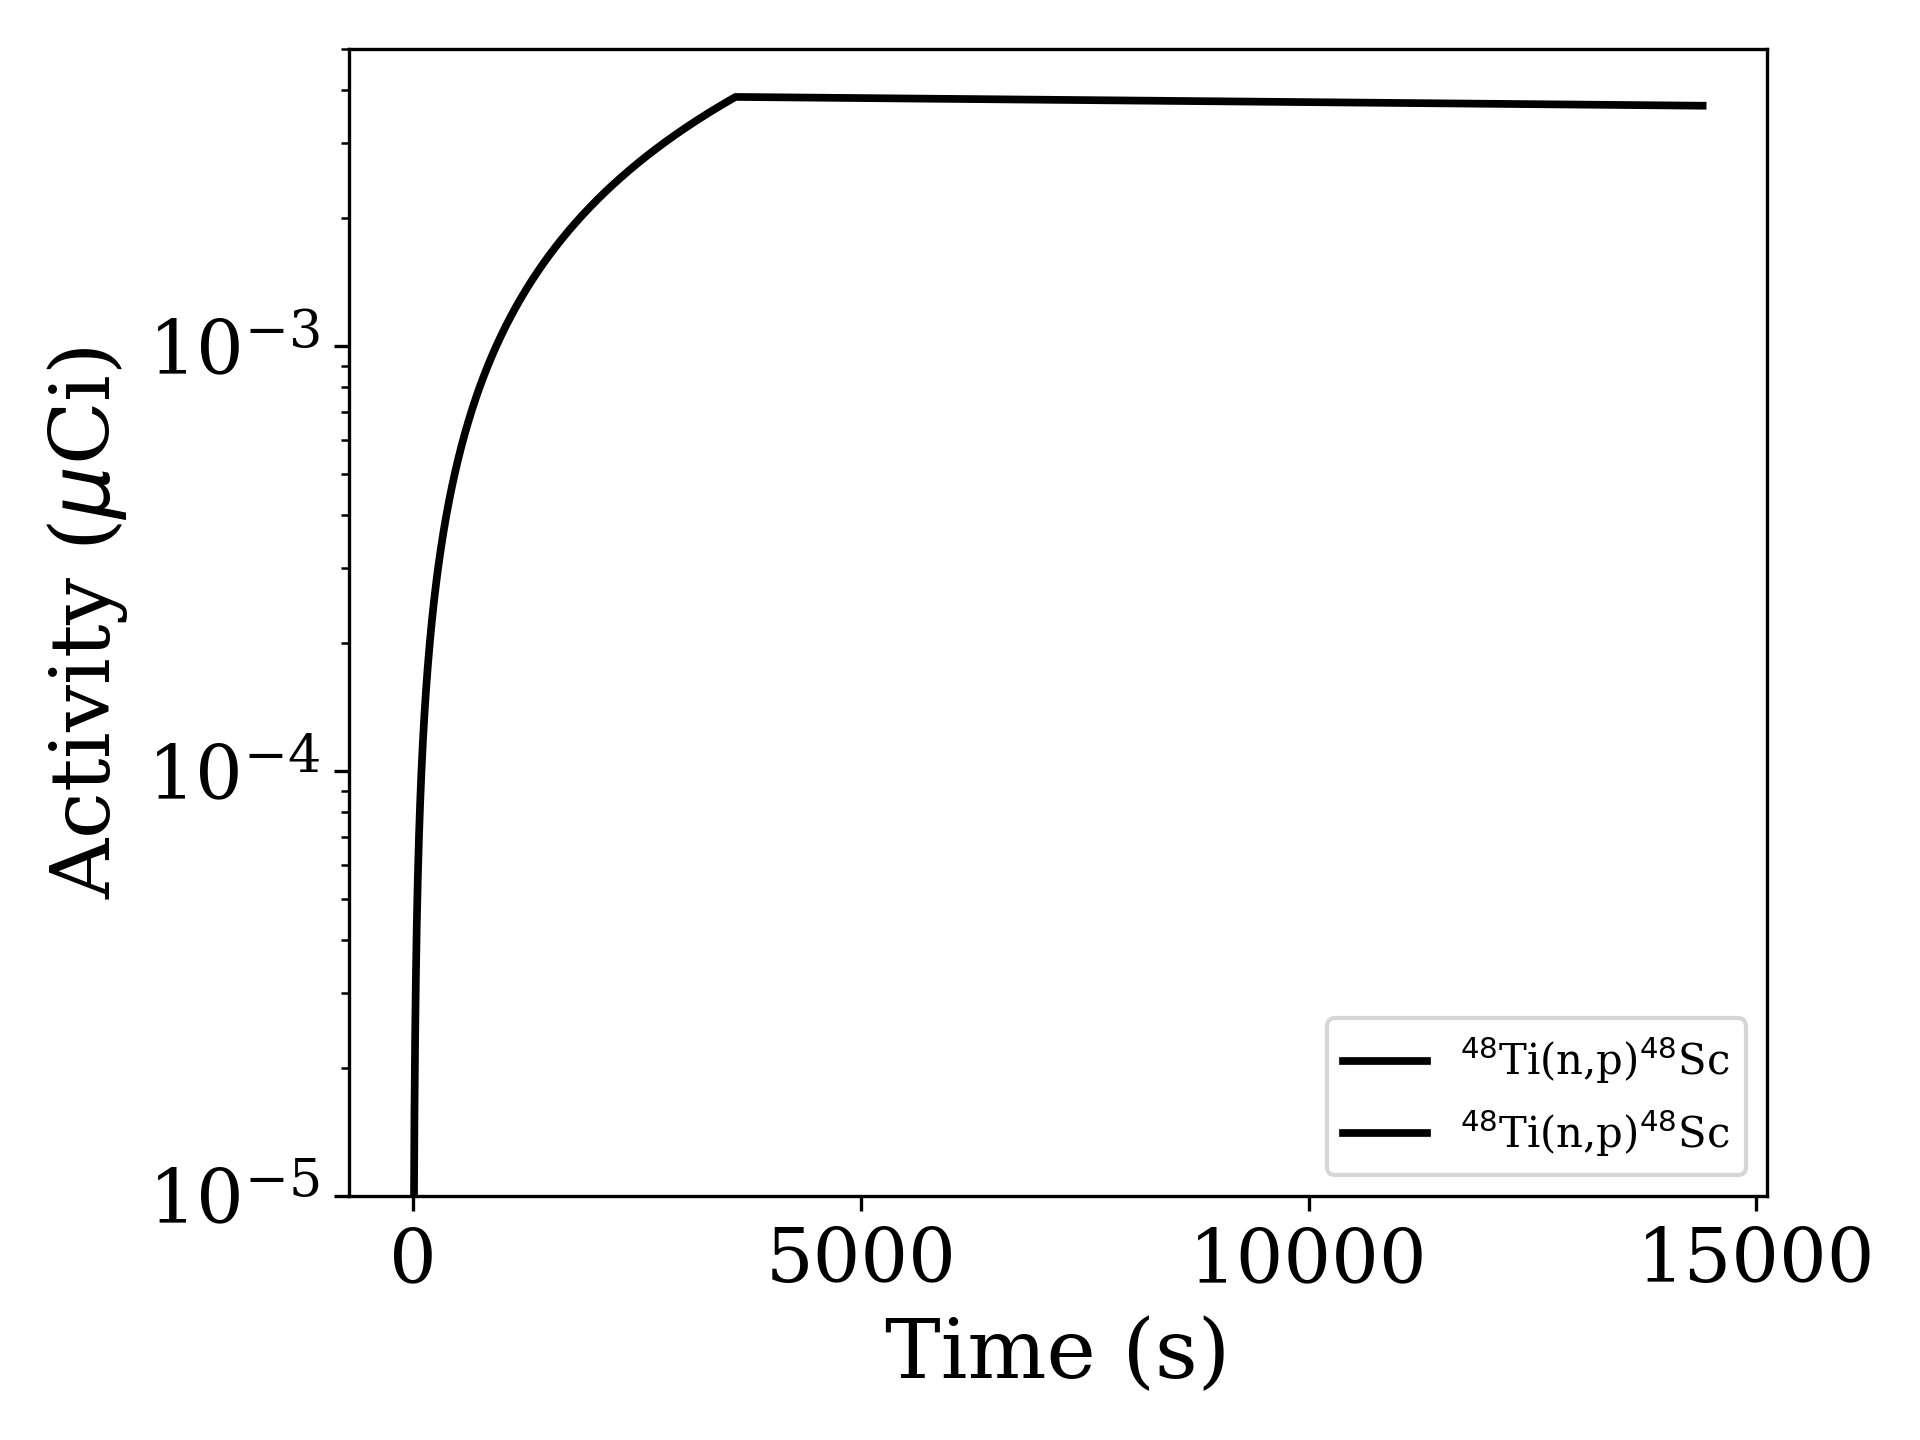 Activity (μCi)
10⁻³
10⁻⁴
10⁻⁵
0 5000 10000 15000
Time (s)
⁴⁸Ti(n,p)⁴⁸Sc
⁴⁸Ti(n,p)⁴⁸Sc